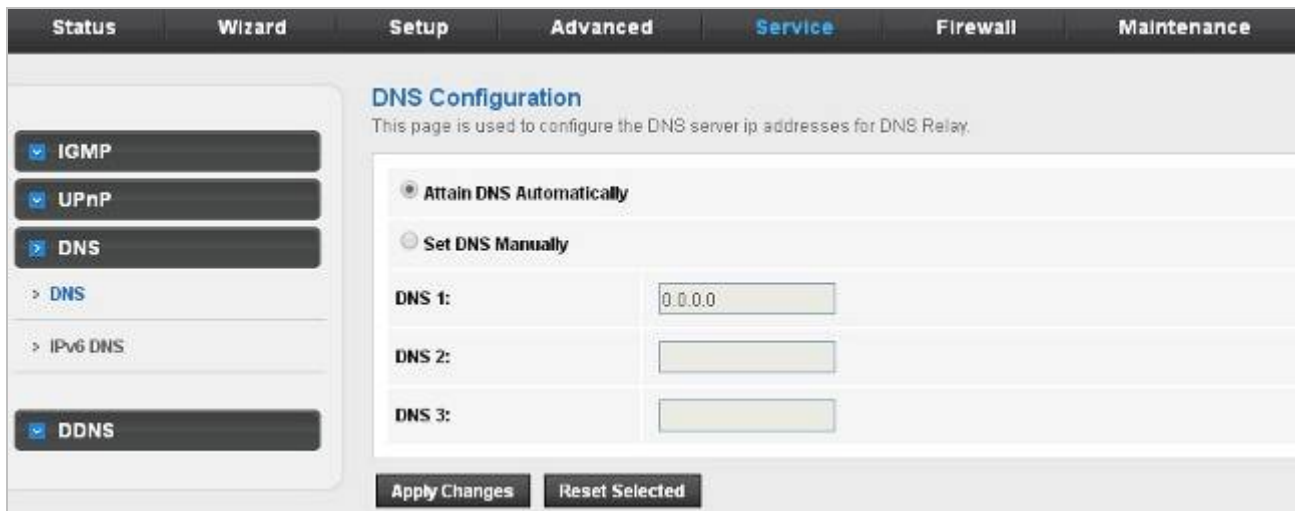 Status Wizard Setup Advanced Service Firewall Maintenance
IGMP
UPnP
DNS
> DNS
> IPv6 DNS
DDNS
DNS Configuration
This page is used to configure the DNS server ip addresses for DNS Relay.
Attain DNS Automatically
Set DNS Manually
DNS 1: 0.0.0.0
DNS 2:
DNS 3:
Apply Changes Reset Selected